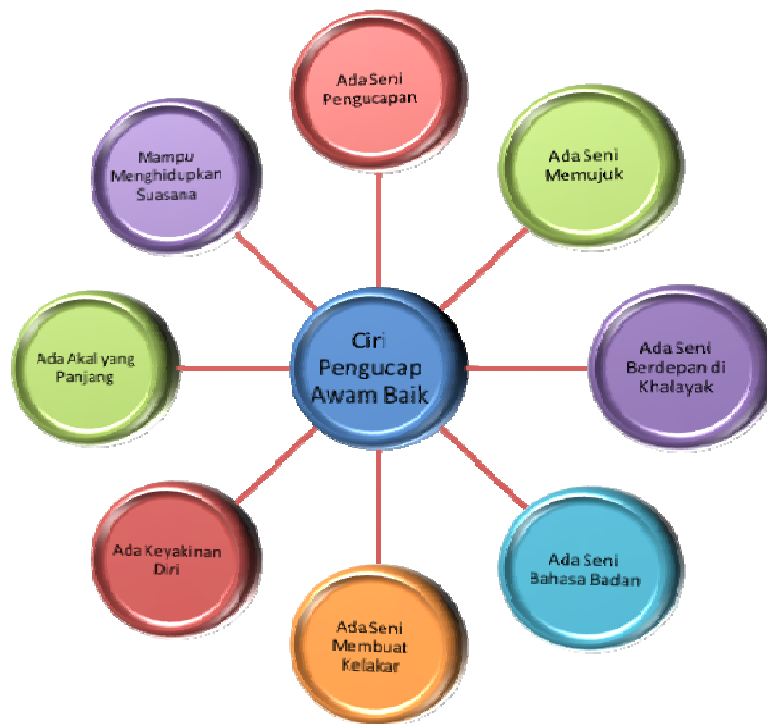 Ada Seni
Pengucapan
Ada Seni
Memujuk
Ada Seni
Berdepan di
Khalayak
Ada Seni
Bahasa Badan
Ada Seni
Membuat
Kelakar
Ada Keyakinan
Diri
Ada Akal yang
Panjang
Mampu
Menghidupkan
Suasana
Ciri
Pengucap
Awam Baik